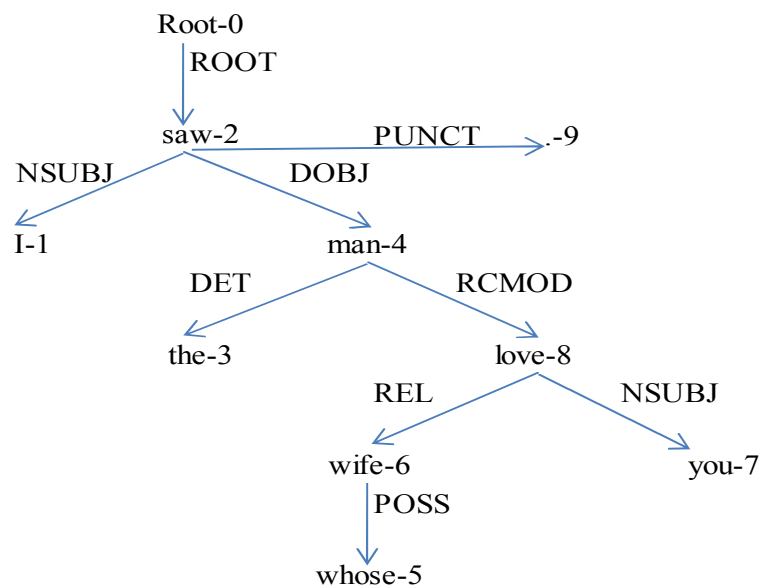 Root-0
ROOT
saw-2 PUNCT .-9
NSUBJ DOBJ
I-1 man-4
DET RCMOD
the-3 love-8
REL NSUBJ
wife-6 you-7
POSS
whose-5